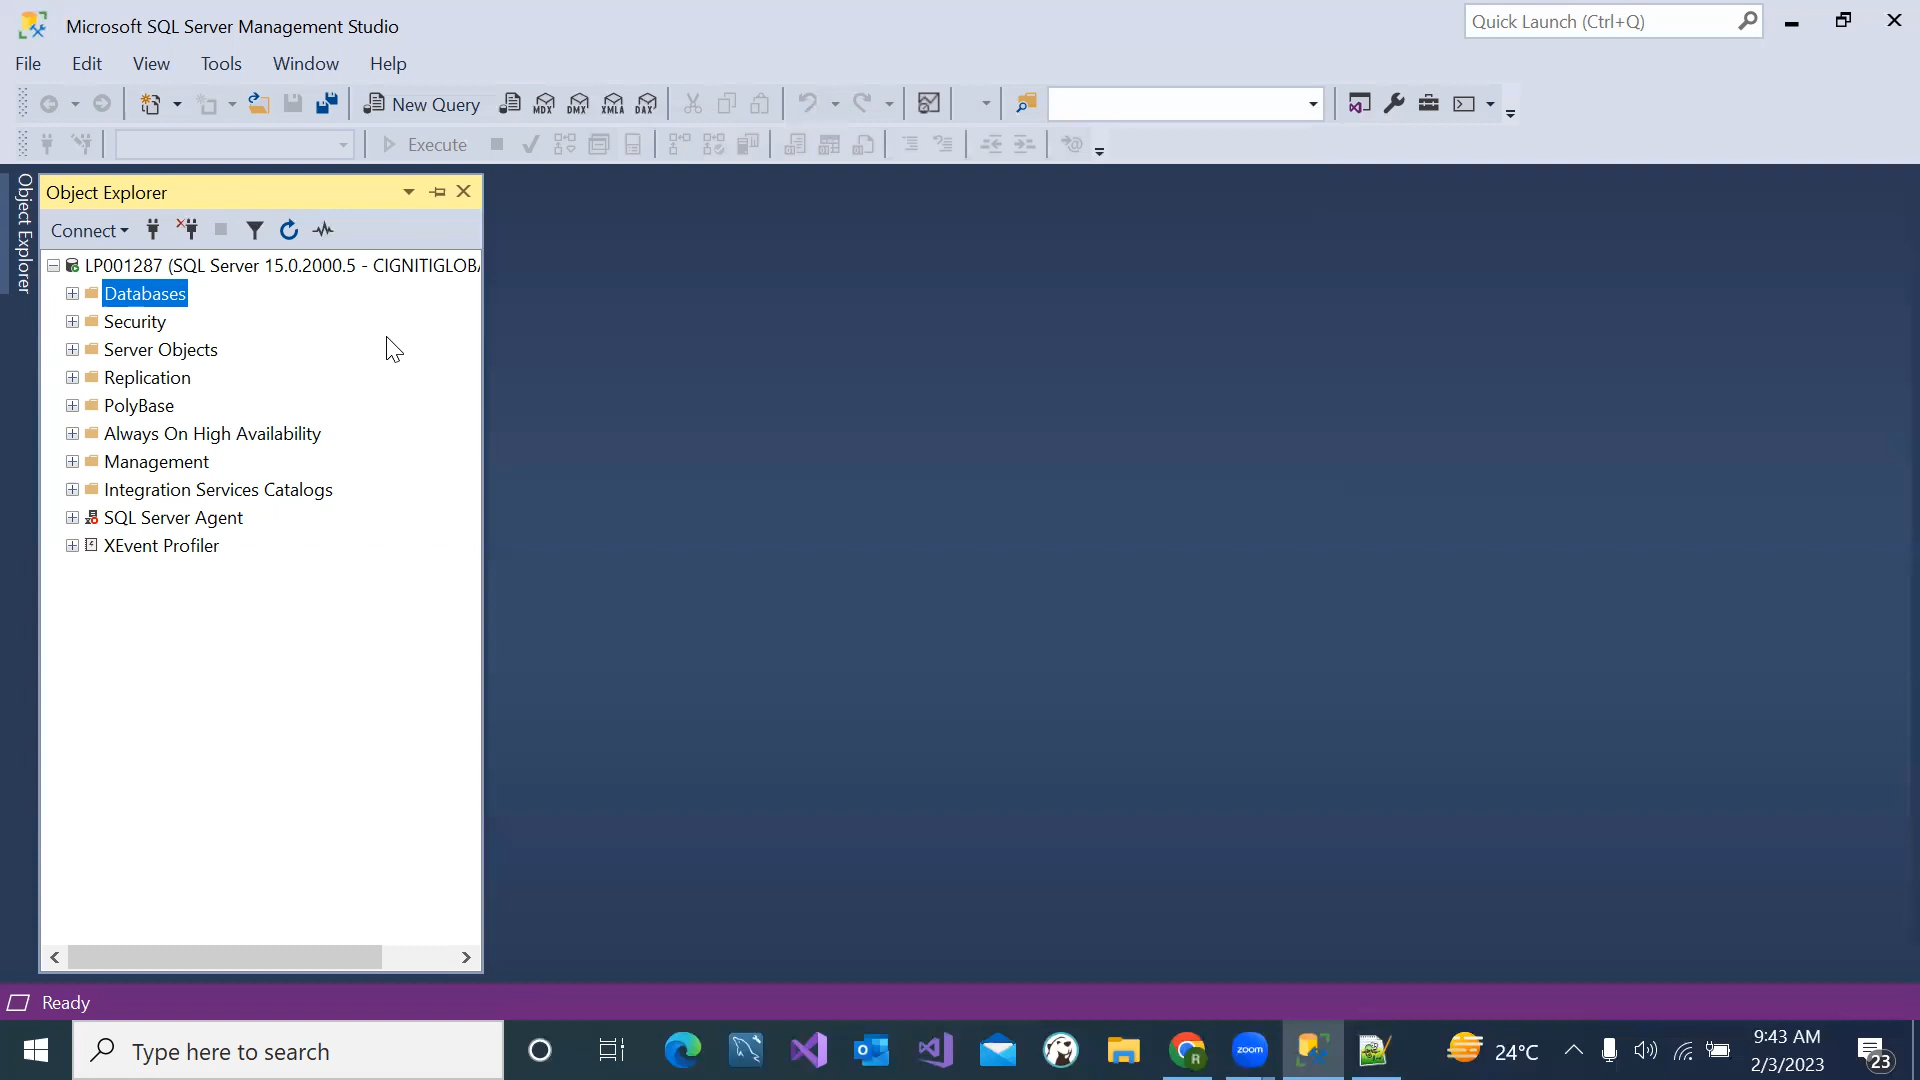 Microsoft SQL Server Management Studio
Quick Launch (Ctrl+Q)
File Edit View Tools Window Help
New Query MDX DMX XMLA DAX
Execute
Object Explorer
Object Explorer
Connect
LP001287 (SQL Server 15.0.2000.5 - CIGNITIGLOBA
Databases
Security
Server Objects
Replication
PolyBase
Always On High Availability
Management
Integration Services Catalogs
SQL Server Agent
XEvent Profiler
Ready
Type here to search
zoom
24°C
9:43 AM
2/3/2023
23